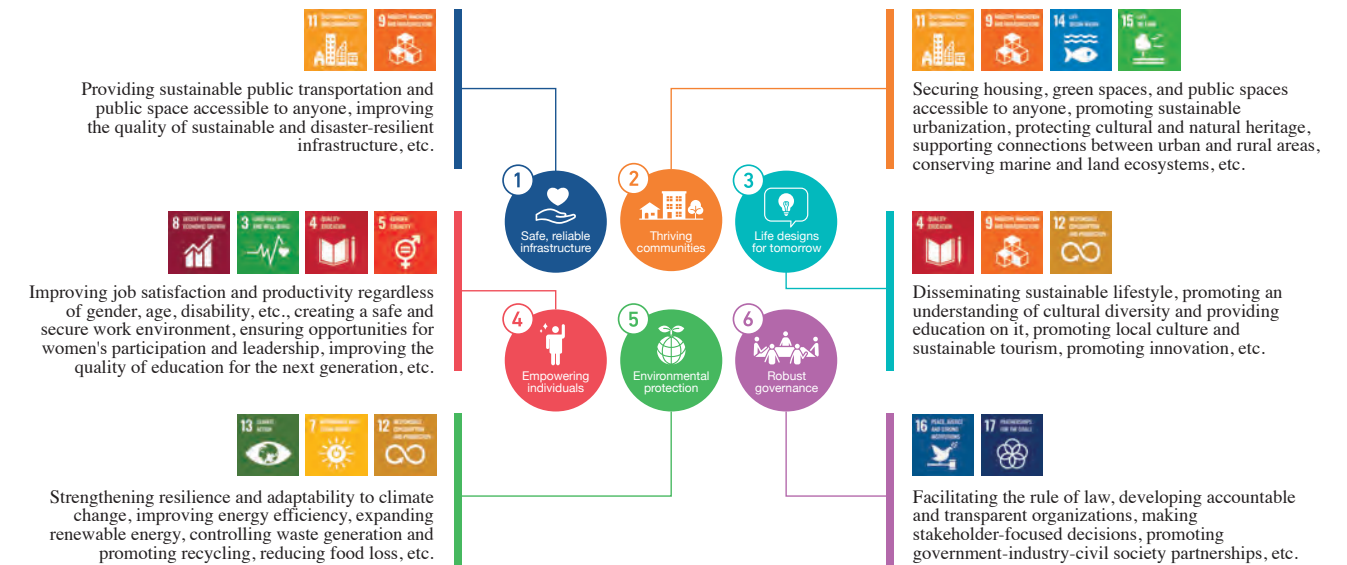 11
9
Providing sustainable public transportation and
public space accessible to anyone, improving
the quality of sustainable and disaster-resilient
infrastructure, etc.
11
9
14
15
Securing housing, green spaces, and public spaces
accessible to anyone, promoting sustainable
urbanization, protecting cultural and natural heritage,
supporting connections between urban and rural areas,
conserving marine and land ecosystems, etc.
1
Safe, reliable
infrastructure
2
Thriving
communities
3
Life designs
for tomorrow
8
3
4
5
Improving job satisfaction and productivity regardless
of gender, age, disability, etc., creating a safe and
secure work environment, ensuring opportunities for
women's participation and leadership, improving the
quality of education for the next generation, etc.
4
9
12
Disseminating sustainable lifestyle, promoting an
understanding of cultural diversity and providing
education on it, promoting local culture and
sustainable tourism, promoting innovation, etc.
4
Empowering
individuals
5
Environmental
protection
6
Robust
governance
13
7
12
Strengthening resilience and adaptability to climate
change, improving energy efficiency, expanding
renewable energy, controlling waste generation and
promoting recycling, reducing food loss, etc.
16
17
Facilitating the rule of law, developing accountable
and transparent organizations, making
stakeholder-focused decisions, promoting
government-industry-civil society partnerships, etc.